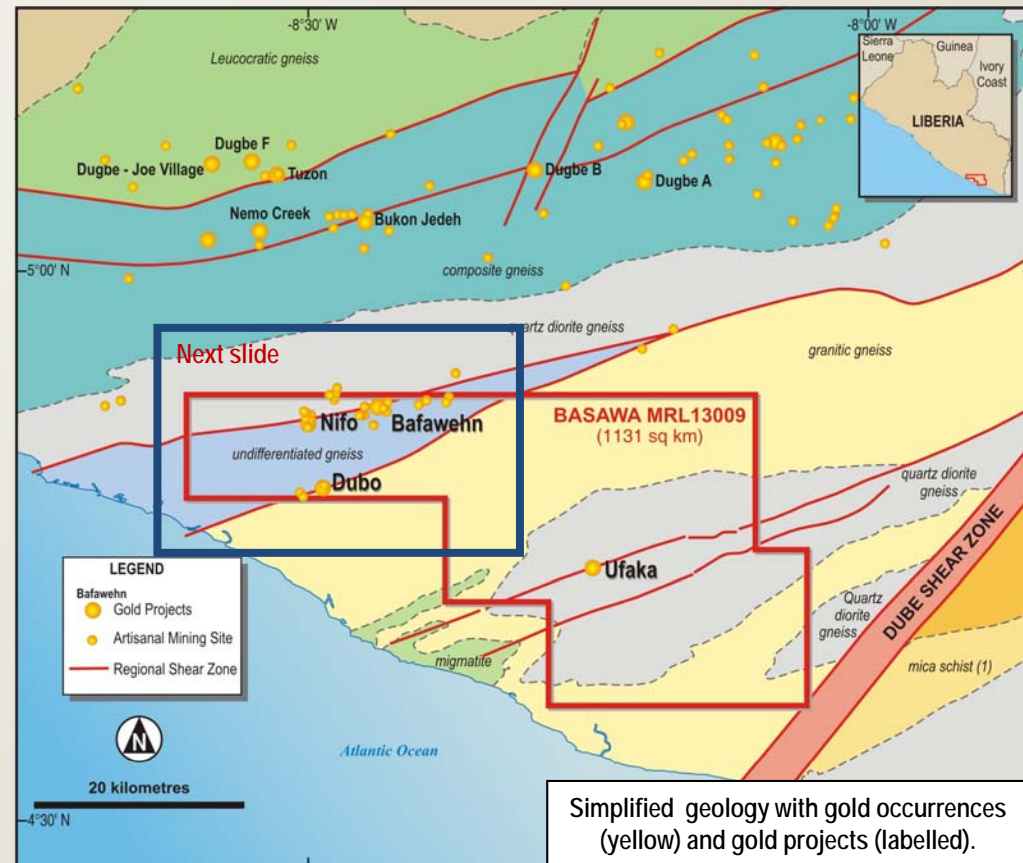 -8°30' W
-8°00' W
Sierra
Leone
Guinea
Ivory
Coast
LIBERIA
Leucocratic gneiss
Dugbe F
Dugbe - Joe Village
Tuzon
Dugbe B
Dugbe A
Nemo Creek
Bukon Jedeh
5°00' N
composite gneiss
quartz diorite gneiss
Next slide
granitic gneiss
BASAWA MRL13009
(1131 sq km)
Nifo
Bafawehn
undifferentiated gneiss
Dubo
quartz diorite
gneiss
LEGEND
Bafawehn
Gold Projects
Artisanal Mining Site
Regional Shear Zone
Ufaka
Quartz
diorite
gneiss
DUBE SHEAR ZONE
migmatite
mica schist (1)
N
Atlantic Ocean
20 kilometres
4°30' N
Simplified geology with gold occurrences
(yellow) and gold projects (labelled).